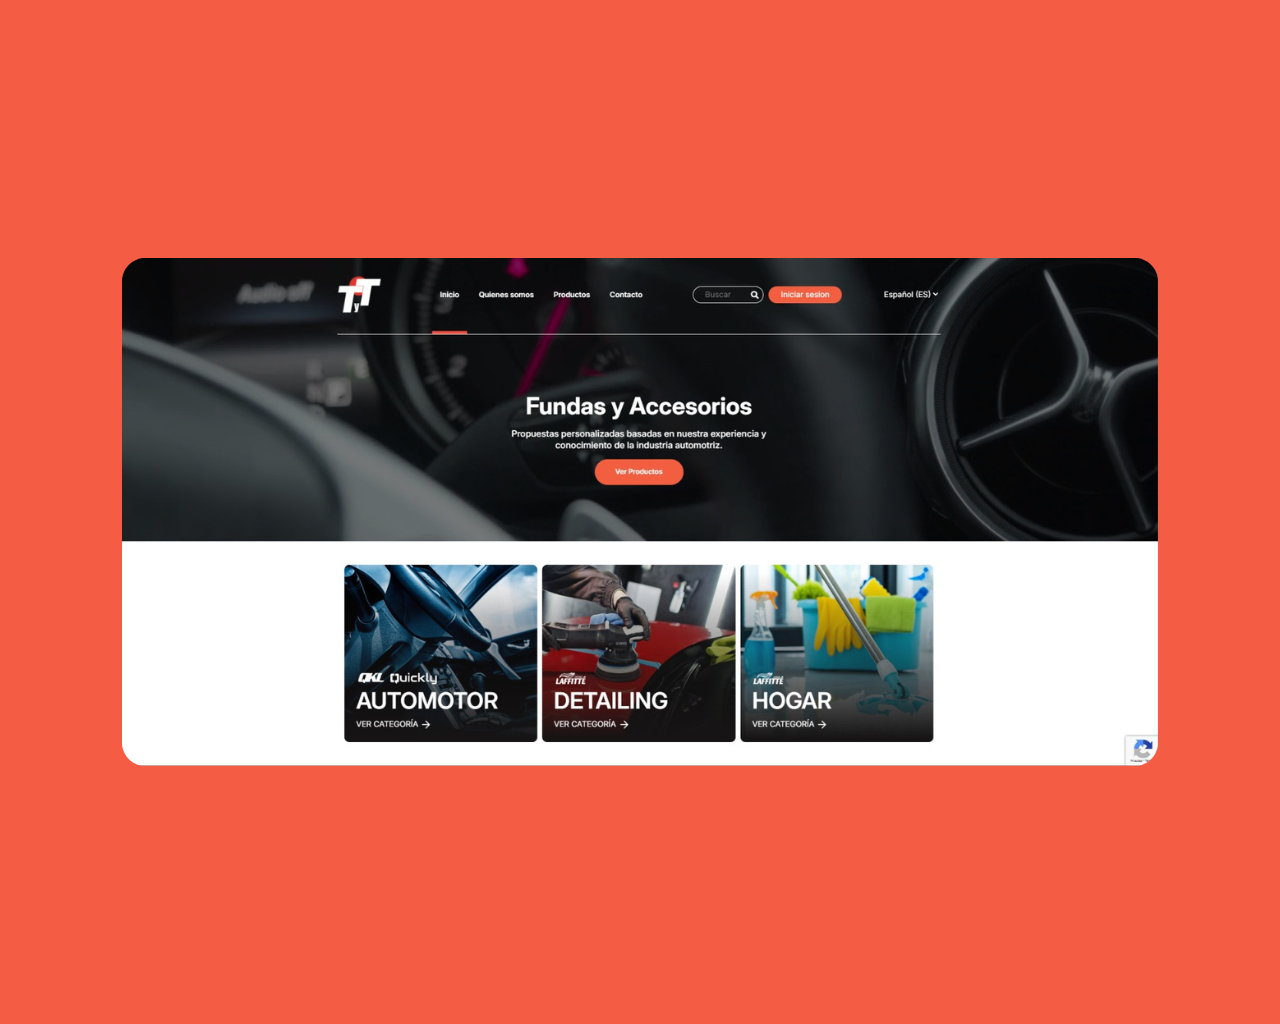 Audio off
TyT
Inicio
Quienes somos
Productos
Contacto
Buscar
Iniciar sesion
Español (ES)
2
Fundas y Accesorios
Propuestas personalizadas basadas en nuestra experiencia y
conocimiento de la industria automotriz.
Ver Productos
QKL Quickly
AUTOMOTOR
VER CATEGORÍA →
LAFFITTE
DETAILING
VER CATEGORÍA →
LAFFITTE
HOGAR
VER CATEGORÍA →